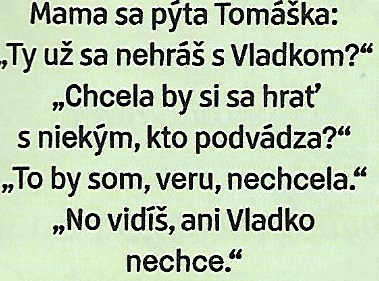 Mama sa pýta Tomáška:
„Ty už sa nehráš s Vladkom?“
„Chcela by si sa hrať
s niekým, kto podvádza?“
„To by som, veru, nechcela.“
„No vidíš, ani Vladko
nechce.“